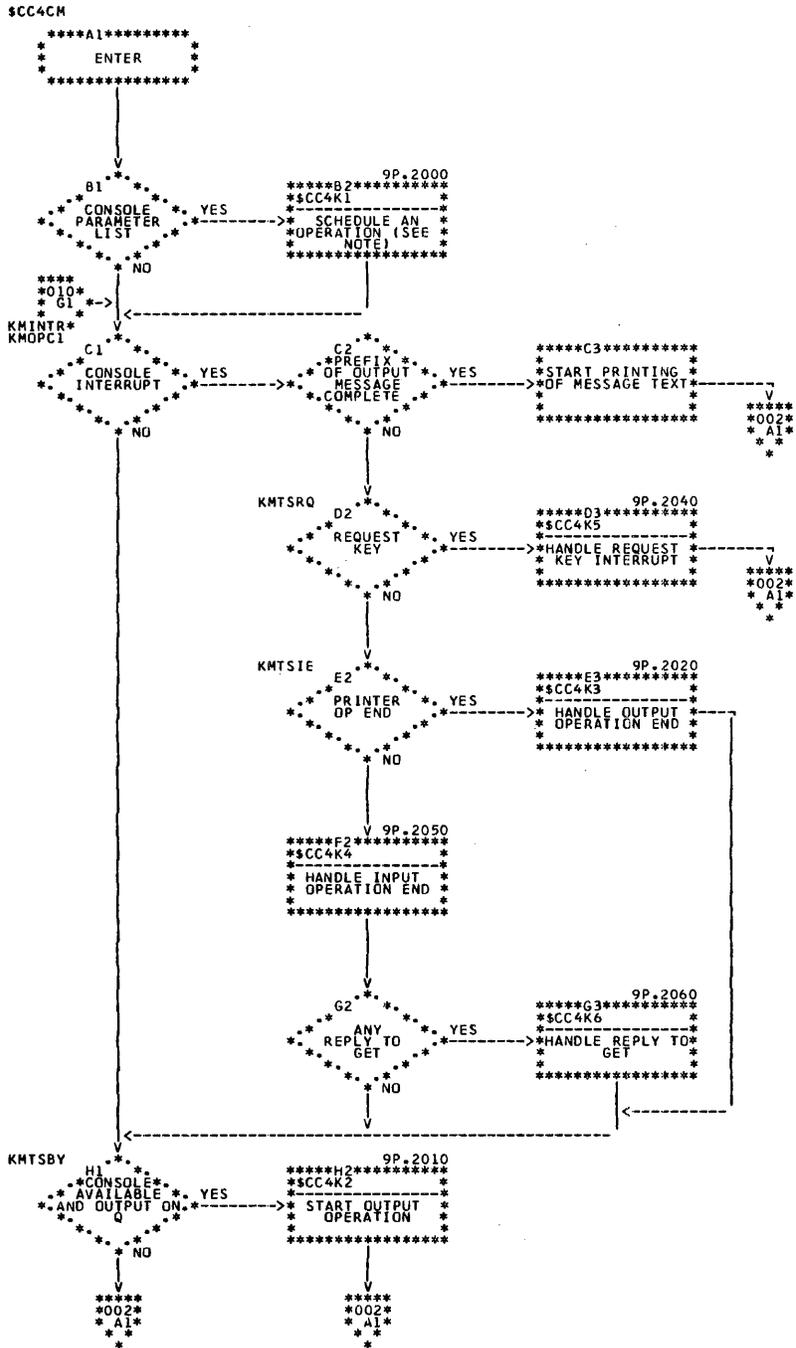 $CC4CM
A1
ENTER
B1
CONSOLE
PARAMETER
LIST
YES
NO
9P.2000
B2
$CC4K1
SCHEDULE AN
OPERATION (SEE
NOTE)
010
G1
KMINTR
KMOPC1
C1
CONSOLE
INTERRUPT
YES
NO
C2
PREFIX
OF OUTPUT
MESSAGE
COMPLETE
YES
NO
C3
START PRINTING
OF MESSAGE TEXT
002
A1
KMTSRQ
D2
REQUEST
KEY
YES
NO
9P.2040
D3
$CC4K5
HANDLE REQUEST
KEY INTERRUPT
002
A1
KMTSIE
E2
PRINTER
OP END
YES
NO
9P.2020
E3
$CC4K3
HANDLE OUTPUT
OPERATION END
9P.2050
F2
$CC4K4
HANDLE INPUT
OPERATION END
G2
ANY
REPLY TO
GET
YES
NO
9P.2060
G3
$CC4K6
HANDLE REPLY TO
GET
KMTSBY
H1
CONSOLE
AVAILABLE
AND OUTPUT ON
Q
YES
NO
9P.2010
H2
$CC4K2
START OUTPUT
OPERATION
002
A1
002
A1